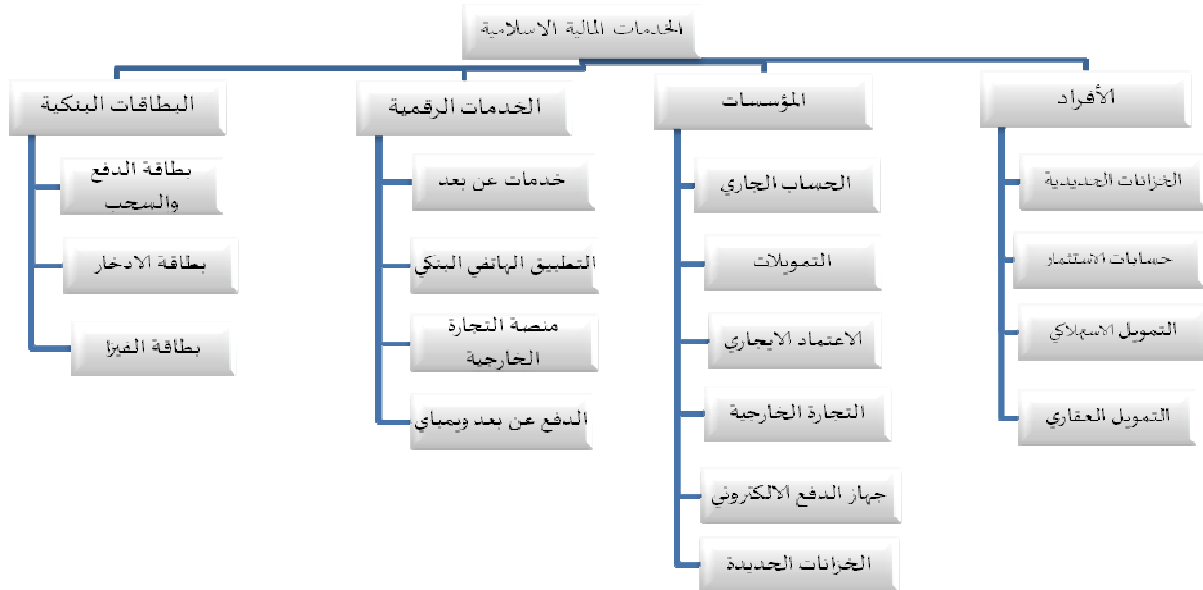 الخدمات المالية الاسلامية
الأفراد
الخزانات الحديدية
حسابات الاستثمار
التمويل الاستهلاكي
التمويل العقاري
المؤسسات
الحساب الجاري
التمويلات
الاعتماد الايجاري
التجارة الخارجية
جهاز الدفع الالكتروني
الخزانات الحديدة
الخدمات الرقمية
خدمات عن بعد
التطبيق الهاتفي البنكي
منصة التجارة
الخارجية
الدفع عن بعد ويمباي
البطاقات البنكية
بطاقة الدفع
والسحب
بطاقة الادخار
بطاقة الفيزا